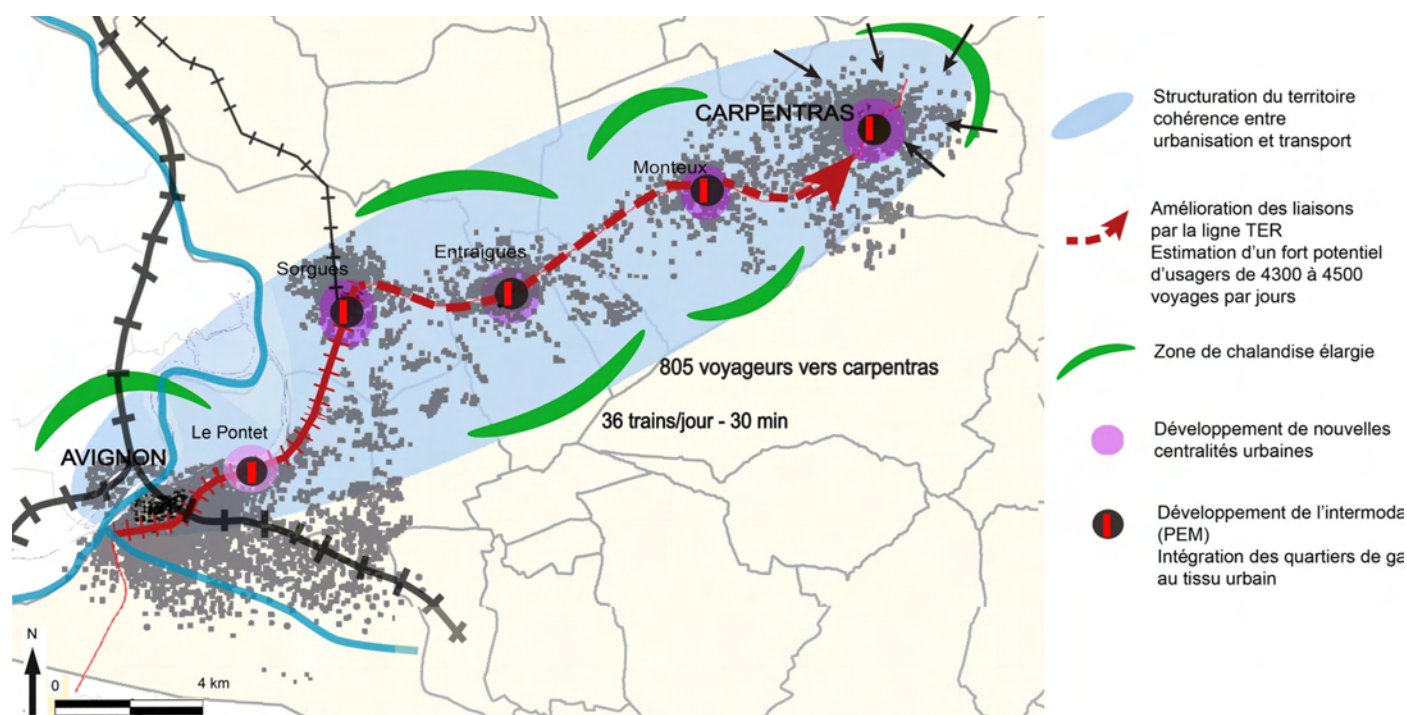 CARPENTRAS
Monteux
Entraigues
Sorgues
805 voyageurs vers carpentras
36 trains/jour - 30 min
Le Pontet
AVIGNON
N
0
4 km
Structuration du territoire
cohérence entre
urbanisation et transport
Amélioration des liaisons
par la ligne TER
Estimation d'un fort potentiel
d'usagers de 4300 à 4500
voyages par jours
Zone de chalandise élargie
Développement de nouvelles
centralités urbaines
Développement de l'intermoda
(PEM)
Intégration des quartiers de ga
au tissu urbain